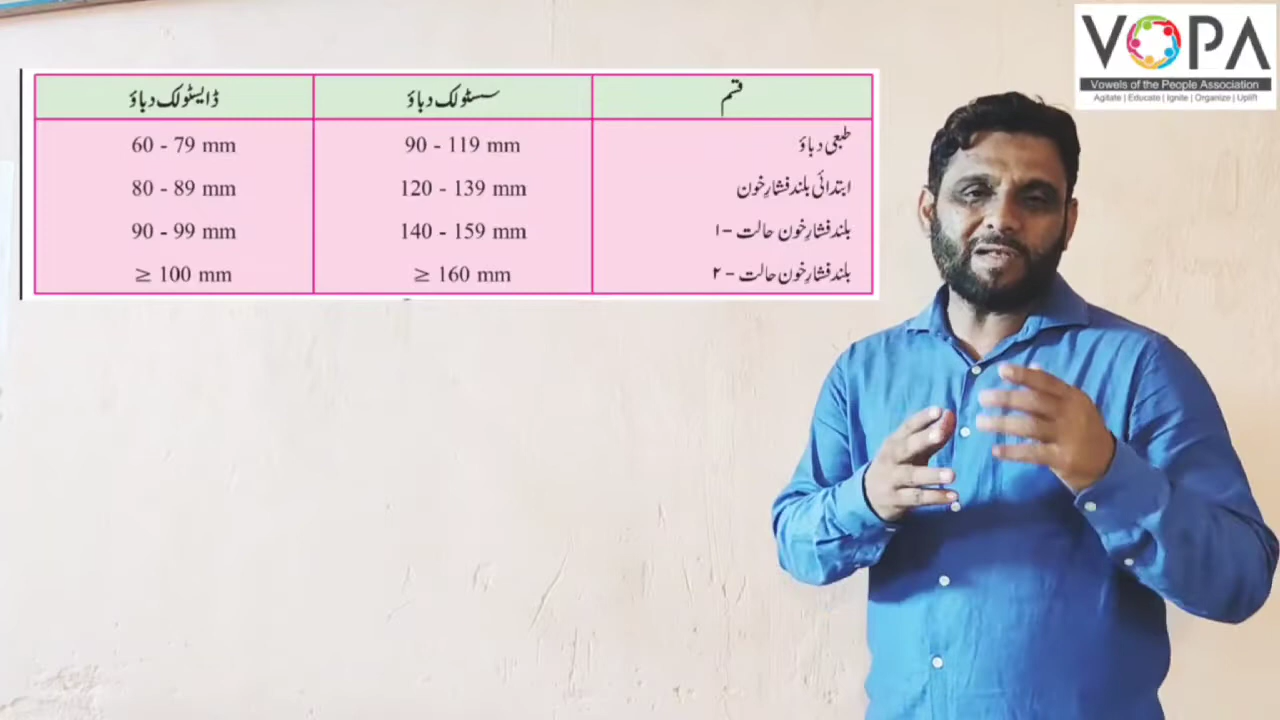 قسم سسٹولک دباؤ ڈایسٹولک دباؤ
طبعی دباؤ 90 - 119 mm 60 - 79 mm
ابتدائی بلند فشارِ خون 120 - 139 mm 80 - 89 mm
بلند فشارِ خون حالت - ۱ 140 - 159 mm 90 - 99 mm
بلند فشارِ خون حالت - ۲ ≥ 160 mm ≥ 100 mm
VOPA
Vowels of the People Association
Agitate | Educate | Ignite | Organize | Uplift